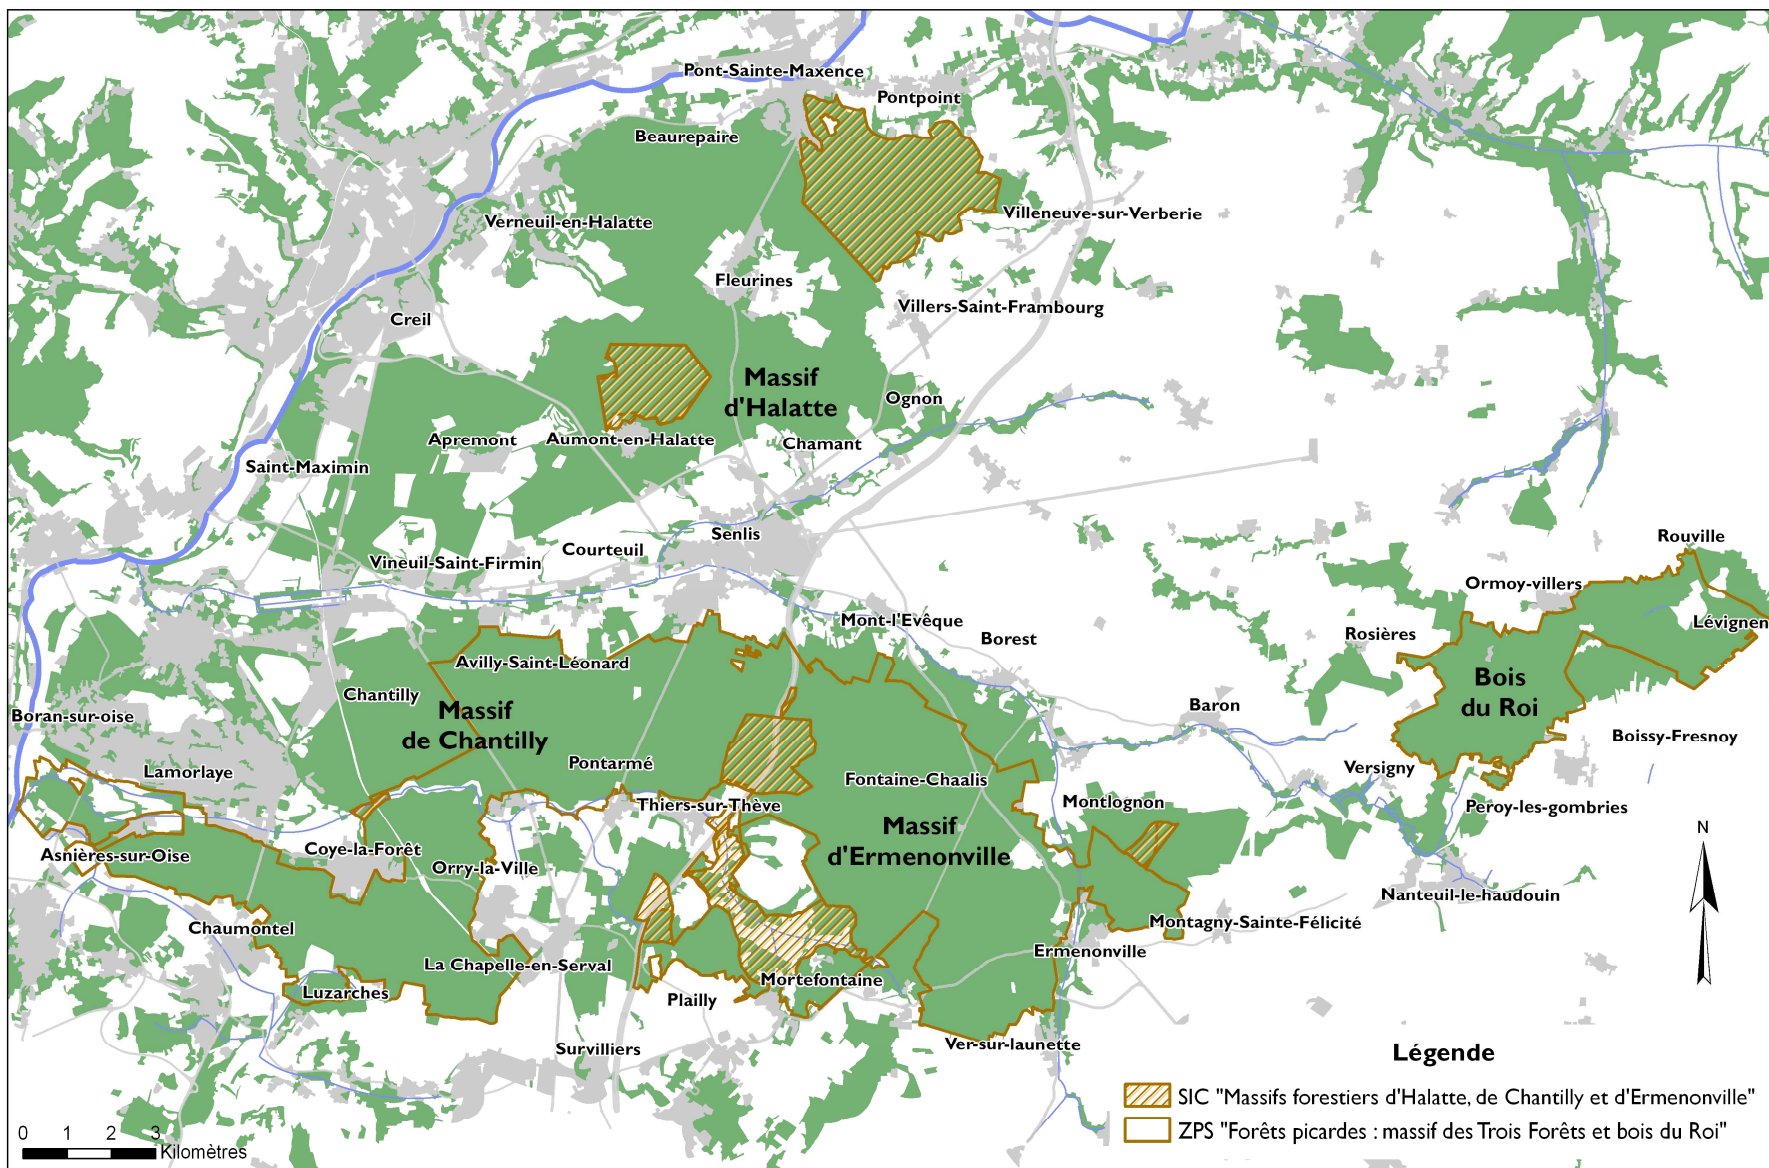 Pont-Sainte-Maxence
Pontpoint
Beaurepaire
Verneuil-en-Halatte
Villeneuve-sur-Verberie
Fleurines
Villers-Saint-Frambourg
Creil
Massif
d'Halatte
Ognon
Apremont
Aumont-en-Halatte
Chamant
Saint-Maximin
Senlis
Courteuil
Vineuil-Saint-Firmin
Rouville
Ormoy-villers
Mont-l'Evêque
Borest
Rosières
Lévignen
Avilly-Saint-Léonard
Chantilly
Bois
du Roi
Boran-sur-oise
Massif
de Chantilly
Baron
Boissy-Fresnoy
Lamorlaye
Pontarmé
Fontaine-Chaalis
Versigny
Thiers-sur-Thève
Montlognon
Peroy-les-gombries
Massif
d'Ermenonville
N
Asnières-sur-Oise
Coye-la-Forêt
Orry-la-Ville
Nanteuil-le-haudouin
Chaumontel
Montagny-Sainte-Félicité
Ermenonville
La Chapelle-en-Serval
Mortefontaine
Luzarches
Plailly
Survilliers
Ver-sur-launette
Légende
SIC "Massifs forestiers d'Halatte, de Chantilly et d'Ermenonville"
ZPS "Forêts picardes : massif des Trois Forêts et bois du Roi"
0 1 2 3
Kilomètres